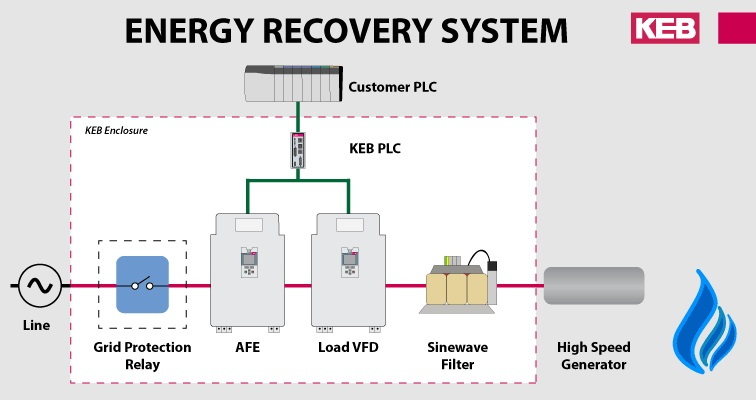 ENERGY RECOVERY SYSTEM
KEB
Customer PLC
KEB Enclosure
KEB PLC
Line
Grid Protection
Relay
AFE
Load VFD
Sinewave
Filter
High Speed
Generator